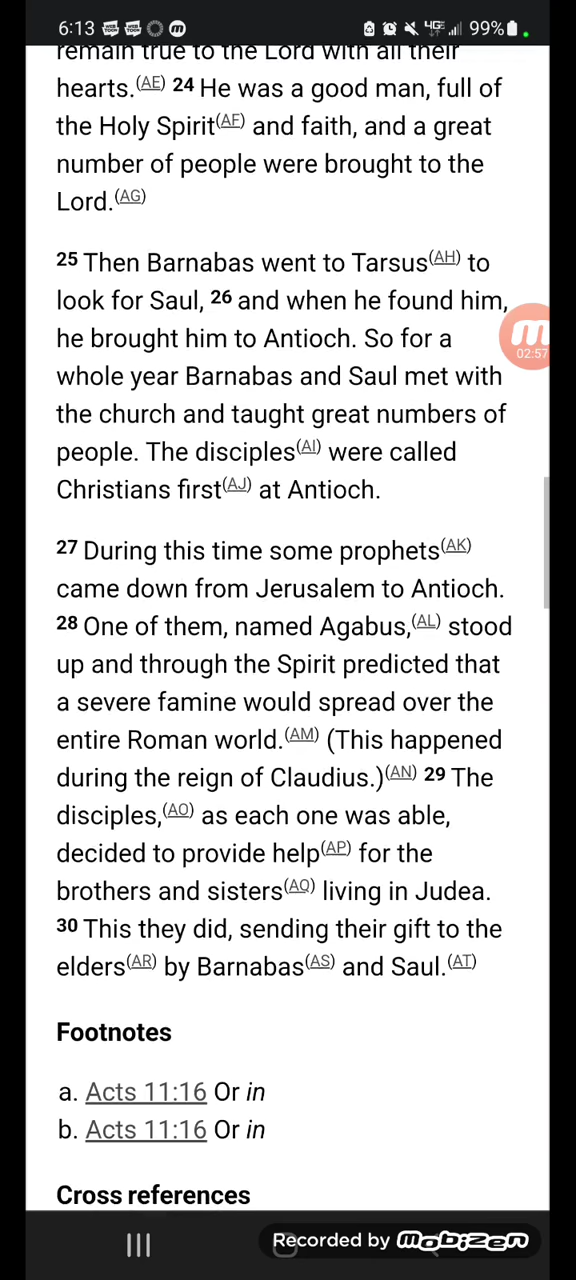 6:13 4GE 99%
remain true to the Lord with all their
hearts.(AE) 24 He was a good man, full of
the Holy Spirit(AF) and faith, and a great
number of people were brought to the
Lord.(AG)
25 Then Barnabas went to Tarsus(AH) to
look for Saul, 26 and when he found him,
he brought him to Antioch. So for a
whole year Barnabas and Saul met with
the church and taught great numbers of
people. The disciples(AI) were called
Christians first(AJ) at Antioch.
m
02:57
27 During this time some prophets(AK)
came down from Jerusalem to Antioch.
28 One of them, named Agabus,(AL) stood
up and through the Spirit predicted that
a severe famine would spread over the
entire Roman world.(AM) (This happened
during the reign of Claudius.)(AN) 29 The
disciples,(AO) as each one was able,
decided to provide help(AP) for the
brothers and sisters(AQ) living in Judea.
30 This they did, sending their gift to the
elders(AR) by Barnabas(AS) and Saul.(AT)
Footnotes
a. Acts 11:16 Or in
b. Acts 11:16 Or in
Cross references
Recorded by mobizen